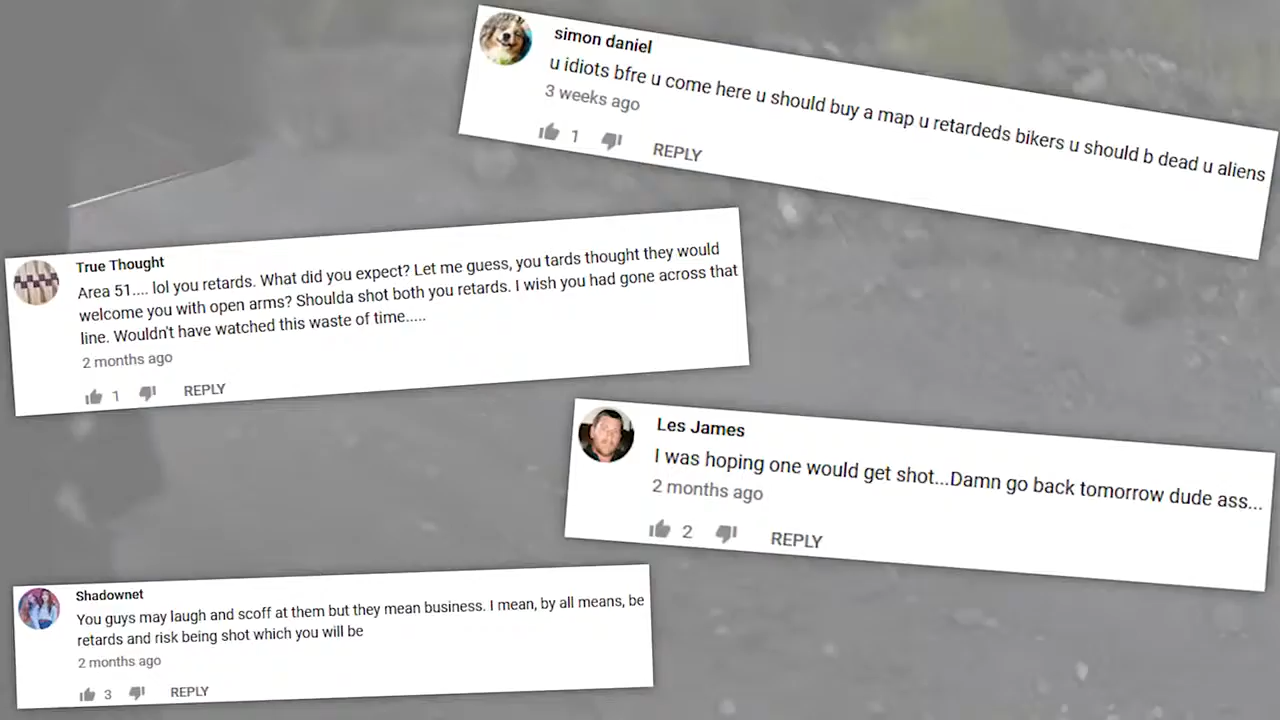 simon daniel
u idiots bfre u come here u should buy a map u retardeds bikers u should b dead u aliens
3 weeks ago
1
REPLY
True Thought
Area 51.... lol you retards. What did you expect? Let me guess, you tards thought they would
welcome you with open arms? Shoulda shot both you retards. I wish you had gone across that
line. Wouldn't have watched this waste of time.....
2 months ago
1
REPLY
Les James
I was hoping one would get shot...Damn go back tomorrow dude ass...
2 months ago
2
REPLY
Shadownet
You guys may laugh and scoff at them but they mean business. I mean, by all means, be
retards and risk being shot which you will be
2 months ago
3
REPLY